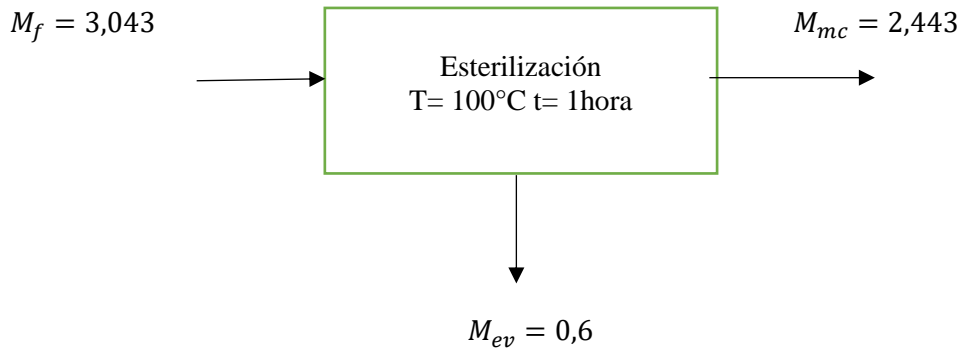 M_f = 3,043
M_mc = 2,443
Esterilización
T= 100°C t= 1hora
M_ev = 0,6